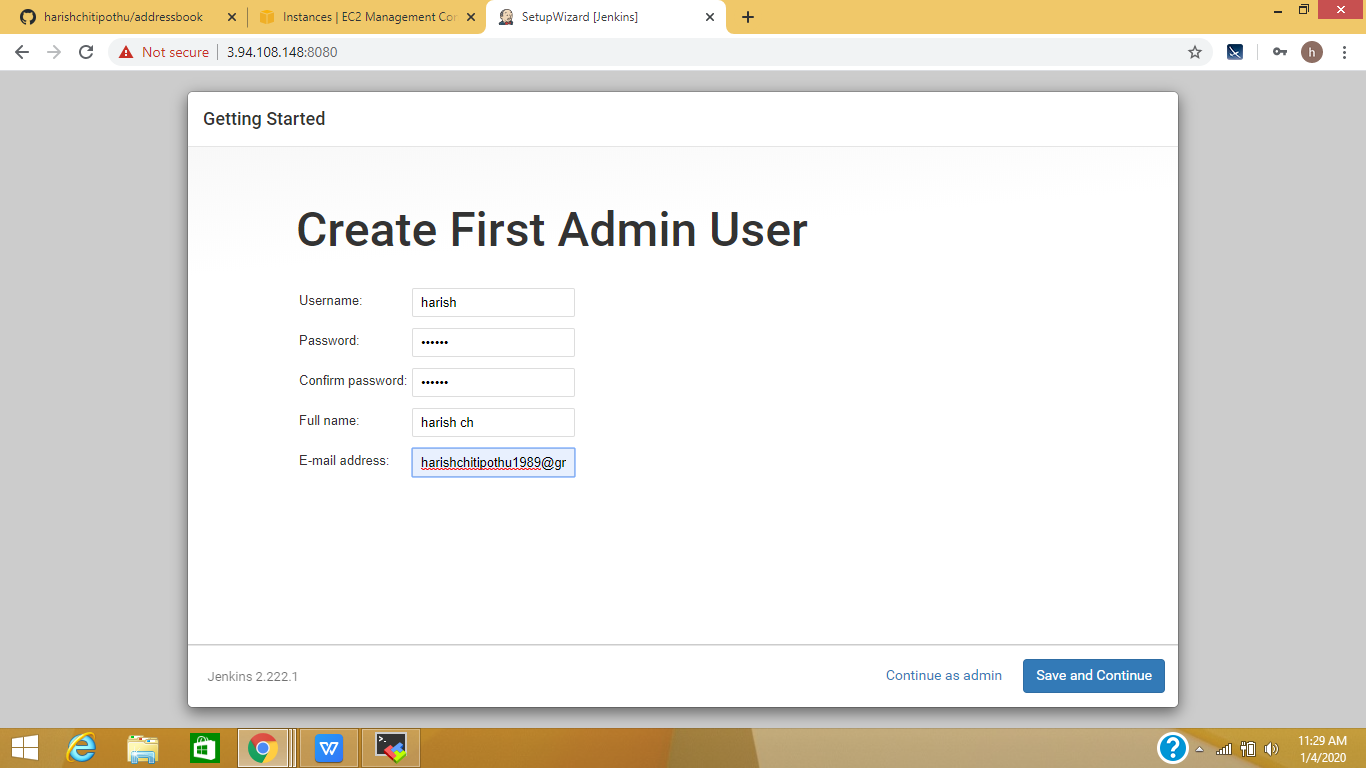 harishchitipothu/addressbook
Instances | EC2 Management Con
SetupWizard [Jenkins]
Not secure
3.94.108.148:8080
h
Getting Started
Create First Admin User
Username: harish
Password: ••••••
Confirm password: ••••••
Full name: harish ch
E-mail address: harishchitipothu1989@gr
Jenkins 2.222.1
Continue as admin
Save and Continue
11:29 AM
1/4/2020